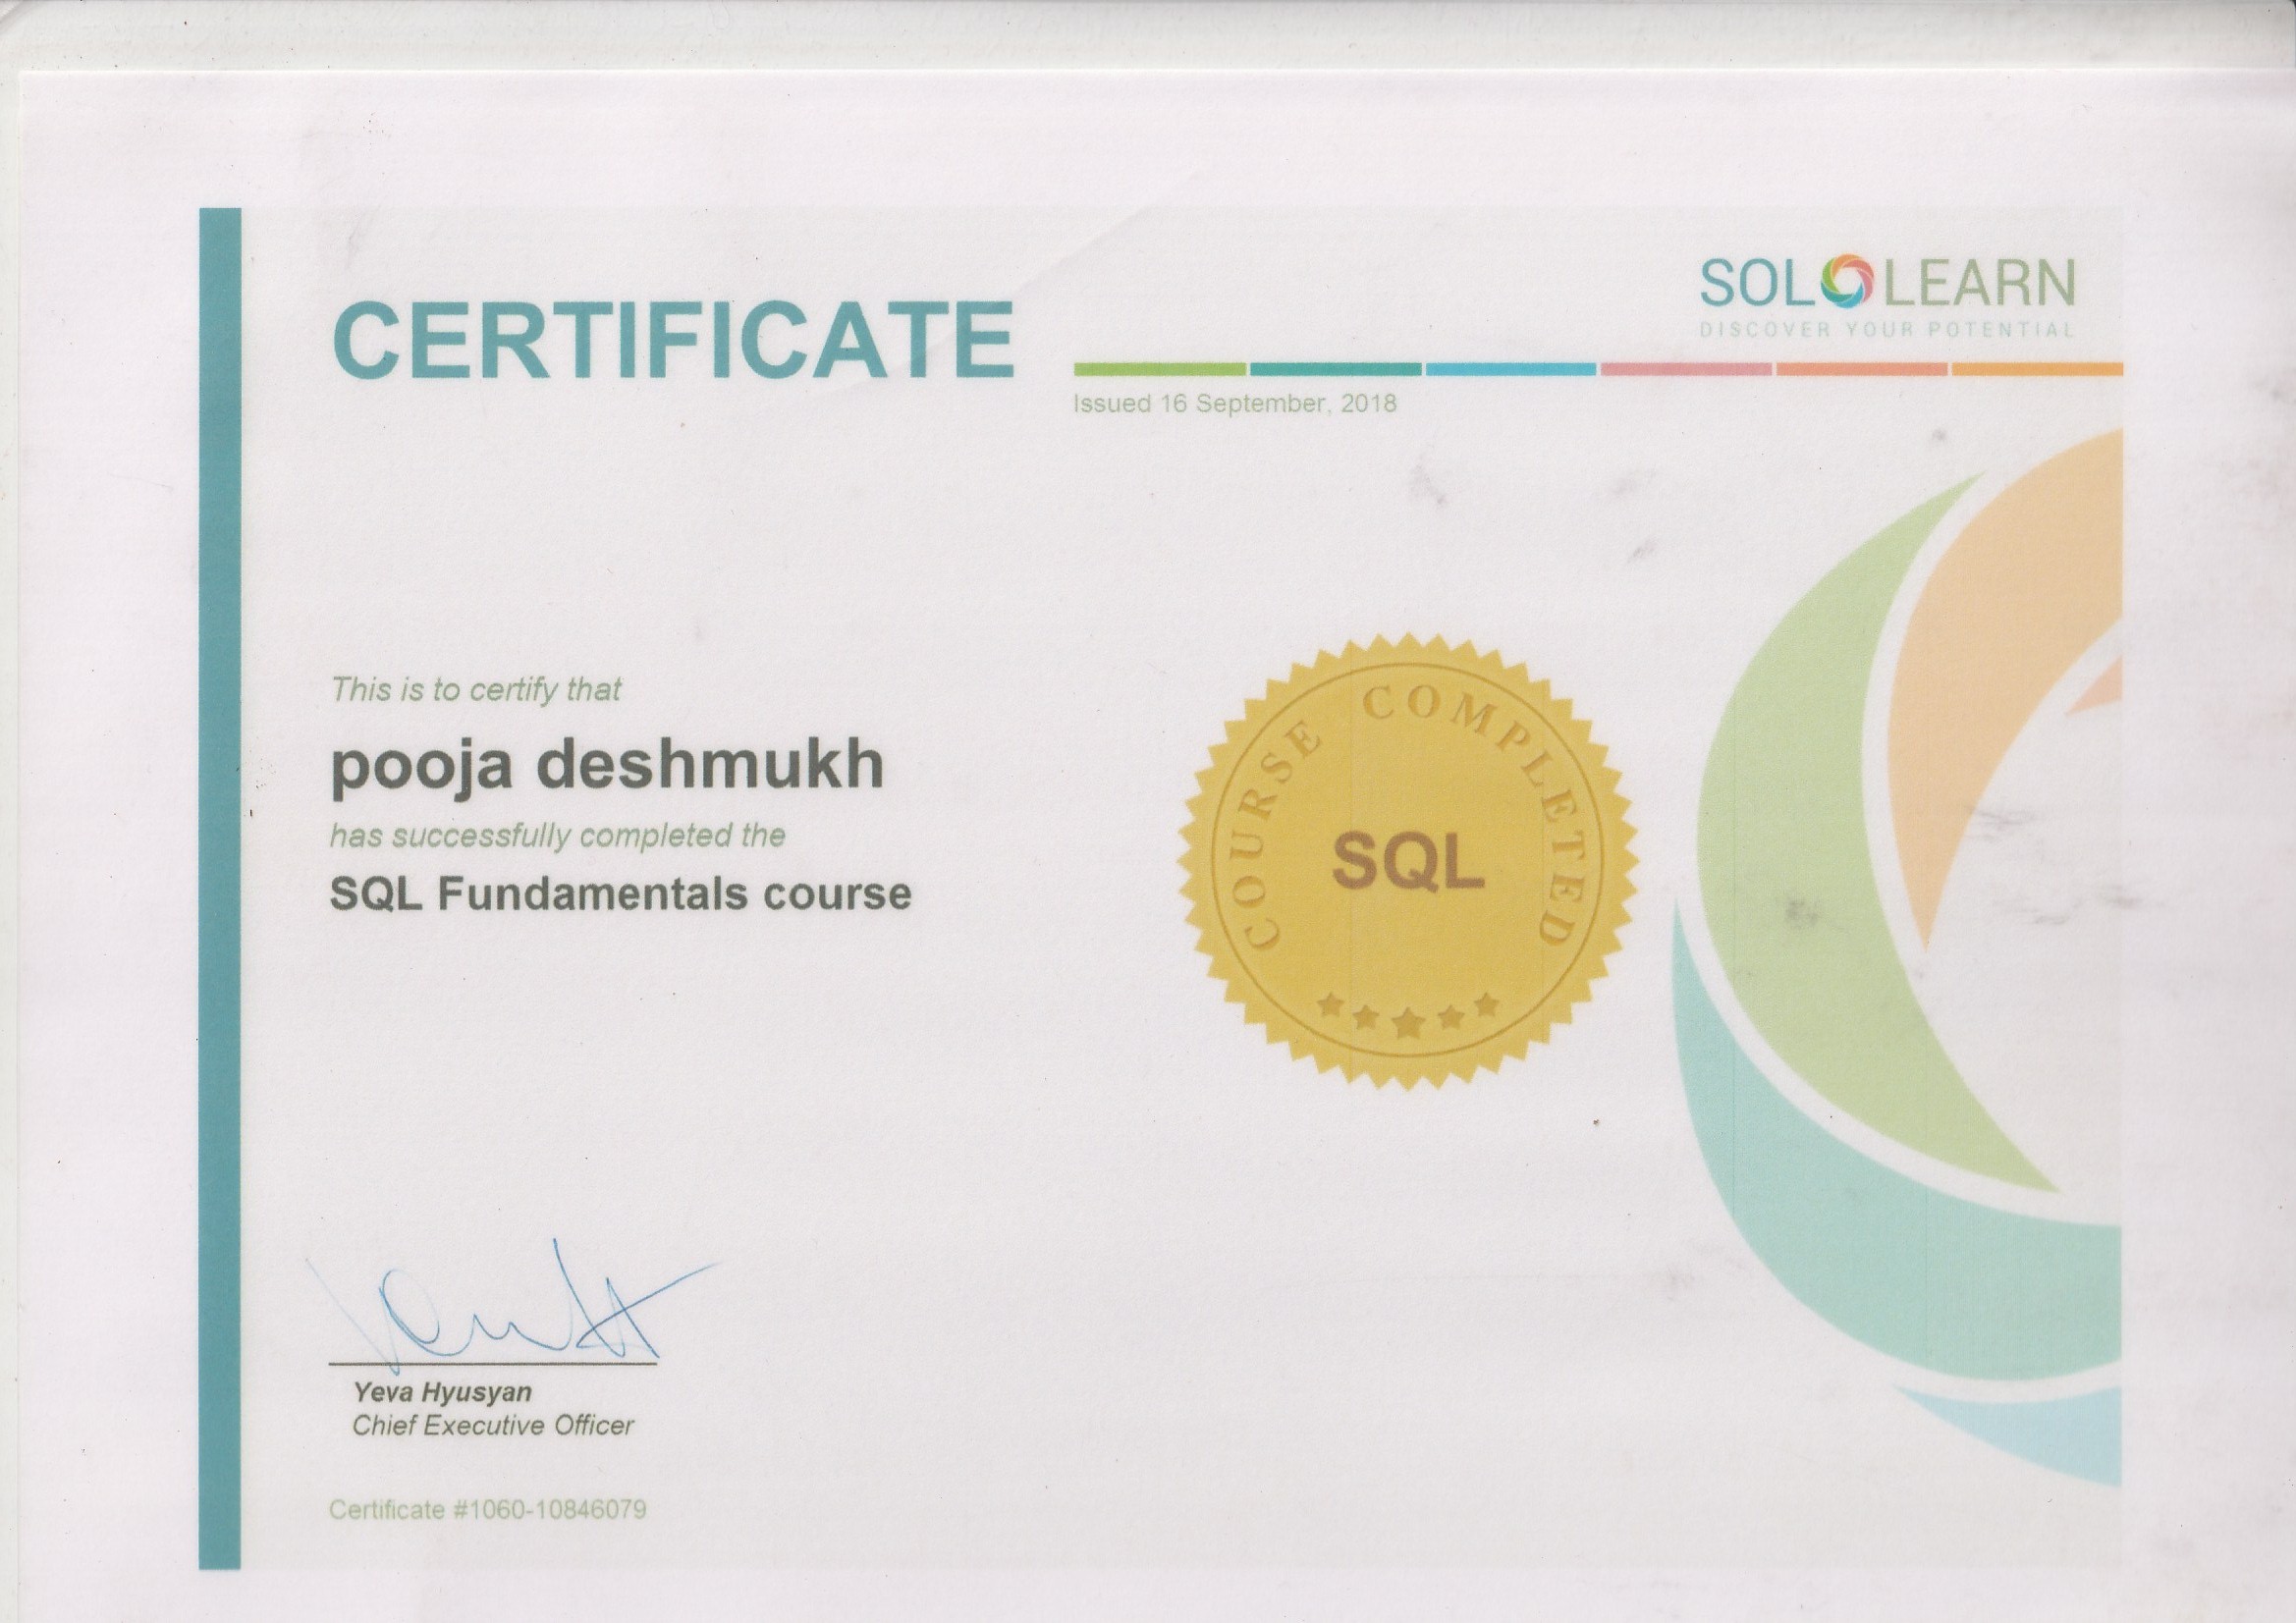 SOLOLEARN
DISCOVER YOUR POTENTIAL
CERTIFICATE
Issued 16 September, 2018
This is to certify that
pooja deshmukh
has successfully completed the
SQL Fundamentals course
COURSE COMPLETED
SQL
Yeva Hyusyan
Chief Executive Officer
Certificate #1060-10846079